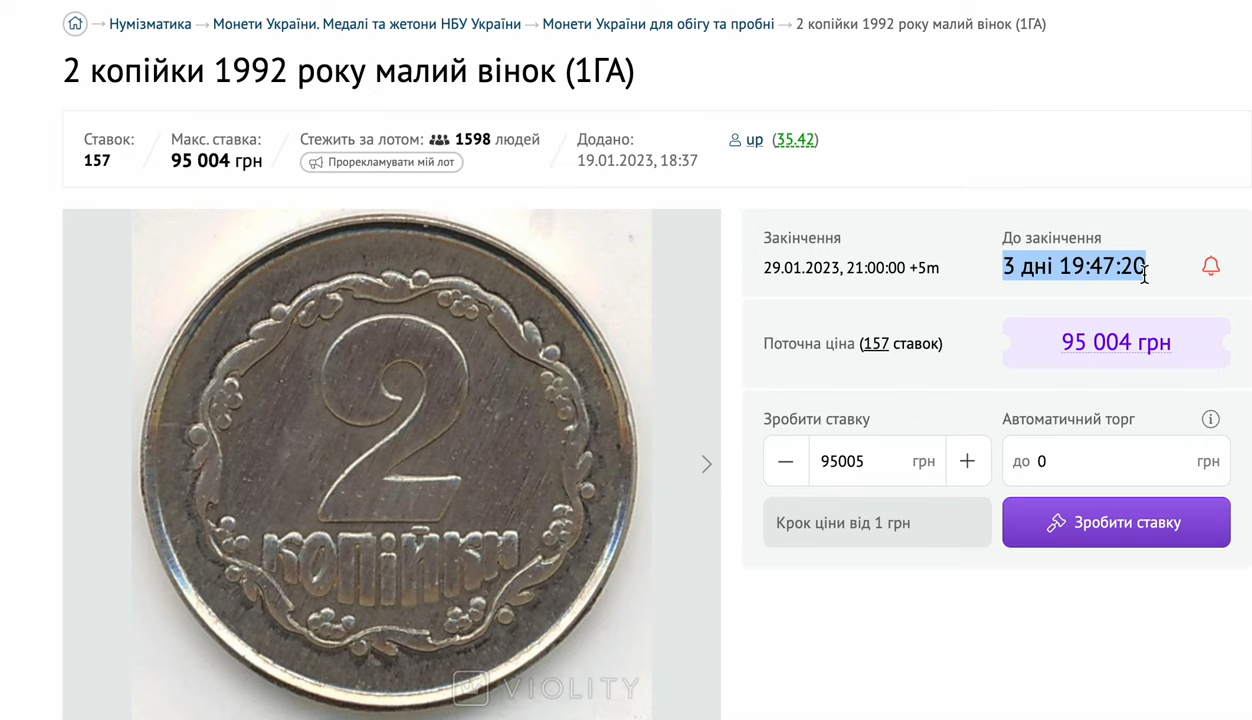 → Нумізматика → Монети України. Медалі та жетони НБУ України → Монети України для обігу та пробні → 2 копійки 1992 року малий вінок (1ГА)
2 копійки 1992 року малий вінок (1ГА)
Ставок:
157
Макс. ставка:
95 004 грн
Стежить за лотом: 1598 людей
Прорекламувати мій лот
Додано:
19.01.2023, 18:37
up (35.42)
Закінчення
29.01.2023, 21:00:00 +5m
До закінчення
3 дні 19:47:20
Поточна ціна (157 ставок)
95 004 грн
Зробити ставку
— 95005 грн +
Автоматичний торг
до 0 грн
Крок ціни від 1 грн
Зробити ставку
2
КОПІЙКИ
VIOLITY